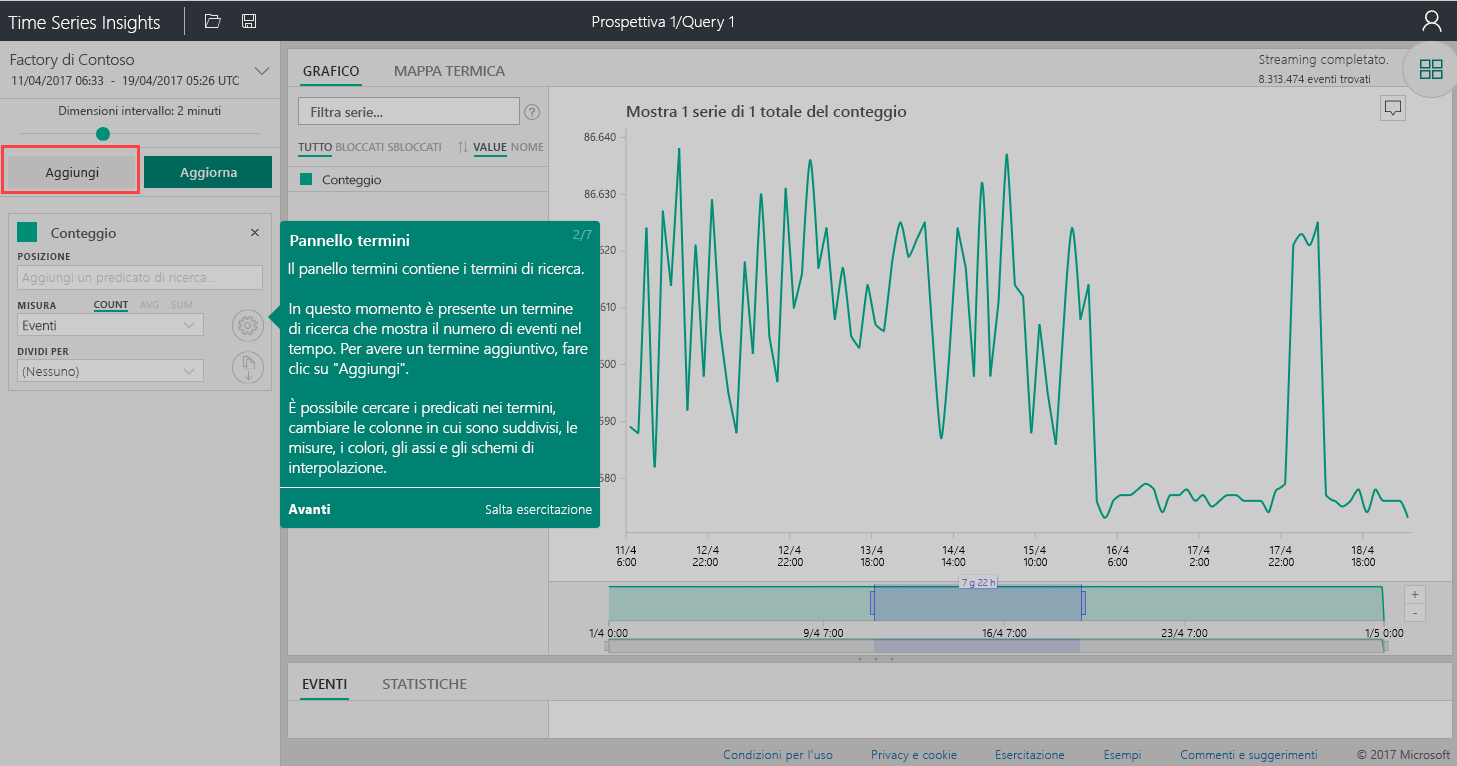 Time Series Insights
Prospettiva 1/Query 1
Factory di Contoso
11/04/2017 06:33 - 19/04/2017 05:26 UTC
Dimensioni intervallo: 2 minuti
Aggiungi
Aggiorna
Conteggio
×
POSIZIONE
Aggiungi un predicato di ricerca...
MISURA
COUNT AVG SUM
Eventi
DIVIDI PER
(Nessuno)
GRAFICO
MAPPA TERMICA
Streaming completato.
8.313.474 eventi trovati
Filtra serie...
?
TUTTO BLOCCATI SBLOCCATI
VALUE NOME
Conteggio
Pannello termini
2/7
Il panello termini contiene i termini di ricerca.
In questo momento è presente un termine
di ricerca che mostra il numero di eventi nel
tempo. Per avere un termine aggiuntivo, fare
clic su "Aggiungi".
È possibile cercare i predicati nei termini,
cambiare le colonne in cui sono suddivisi, le
misure, i colori, gli assi e gli schemi di
interpolazione.
Avanti
Salta esercitazione
Mostra 1 serie di 1 totale del conteggio
86.640
86.630
620
610
600
590
580
11/4 12/4 12/4 13/4 14/4 15/4 16/4 17/4 17/4 18/4
6:00 22:00 22:00 18:00 14:00 10:00 6:00 2:00 22:00 18:00
7 g 22 h
+
-
1/4 0:00 9/4 7:00 16/4 7:00 23/4 7:00 1/5 0:00
EVENTI
STATISTICHE
Condizioni per l'uso Privacy e cookie Esercitazione Esempi Commenti e suggerimenti © 2017 Microsoft